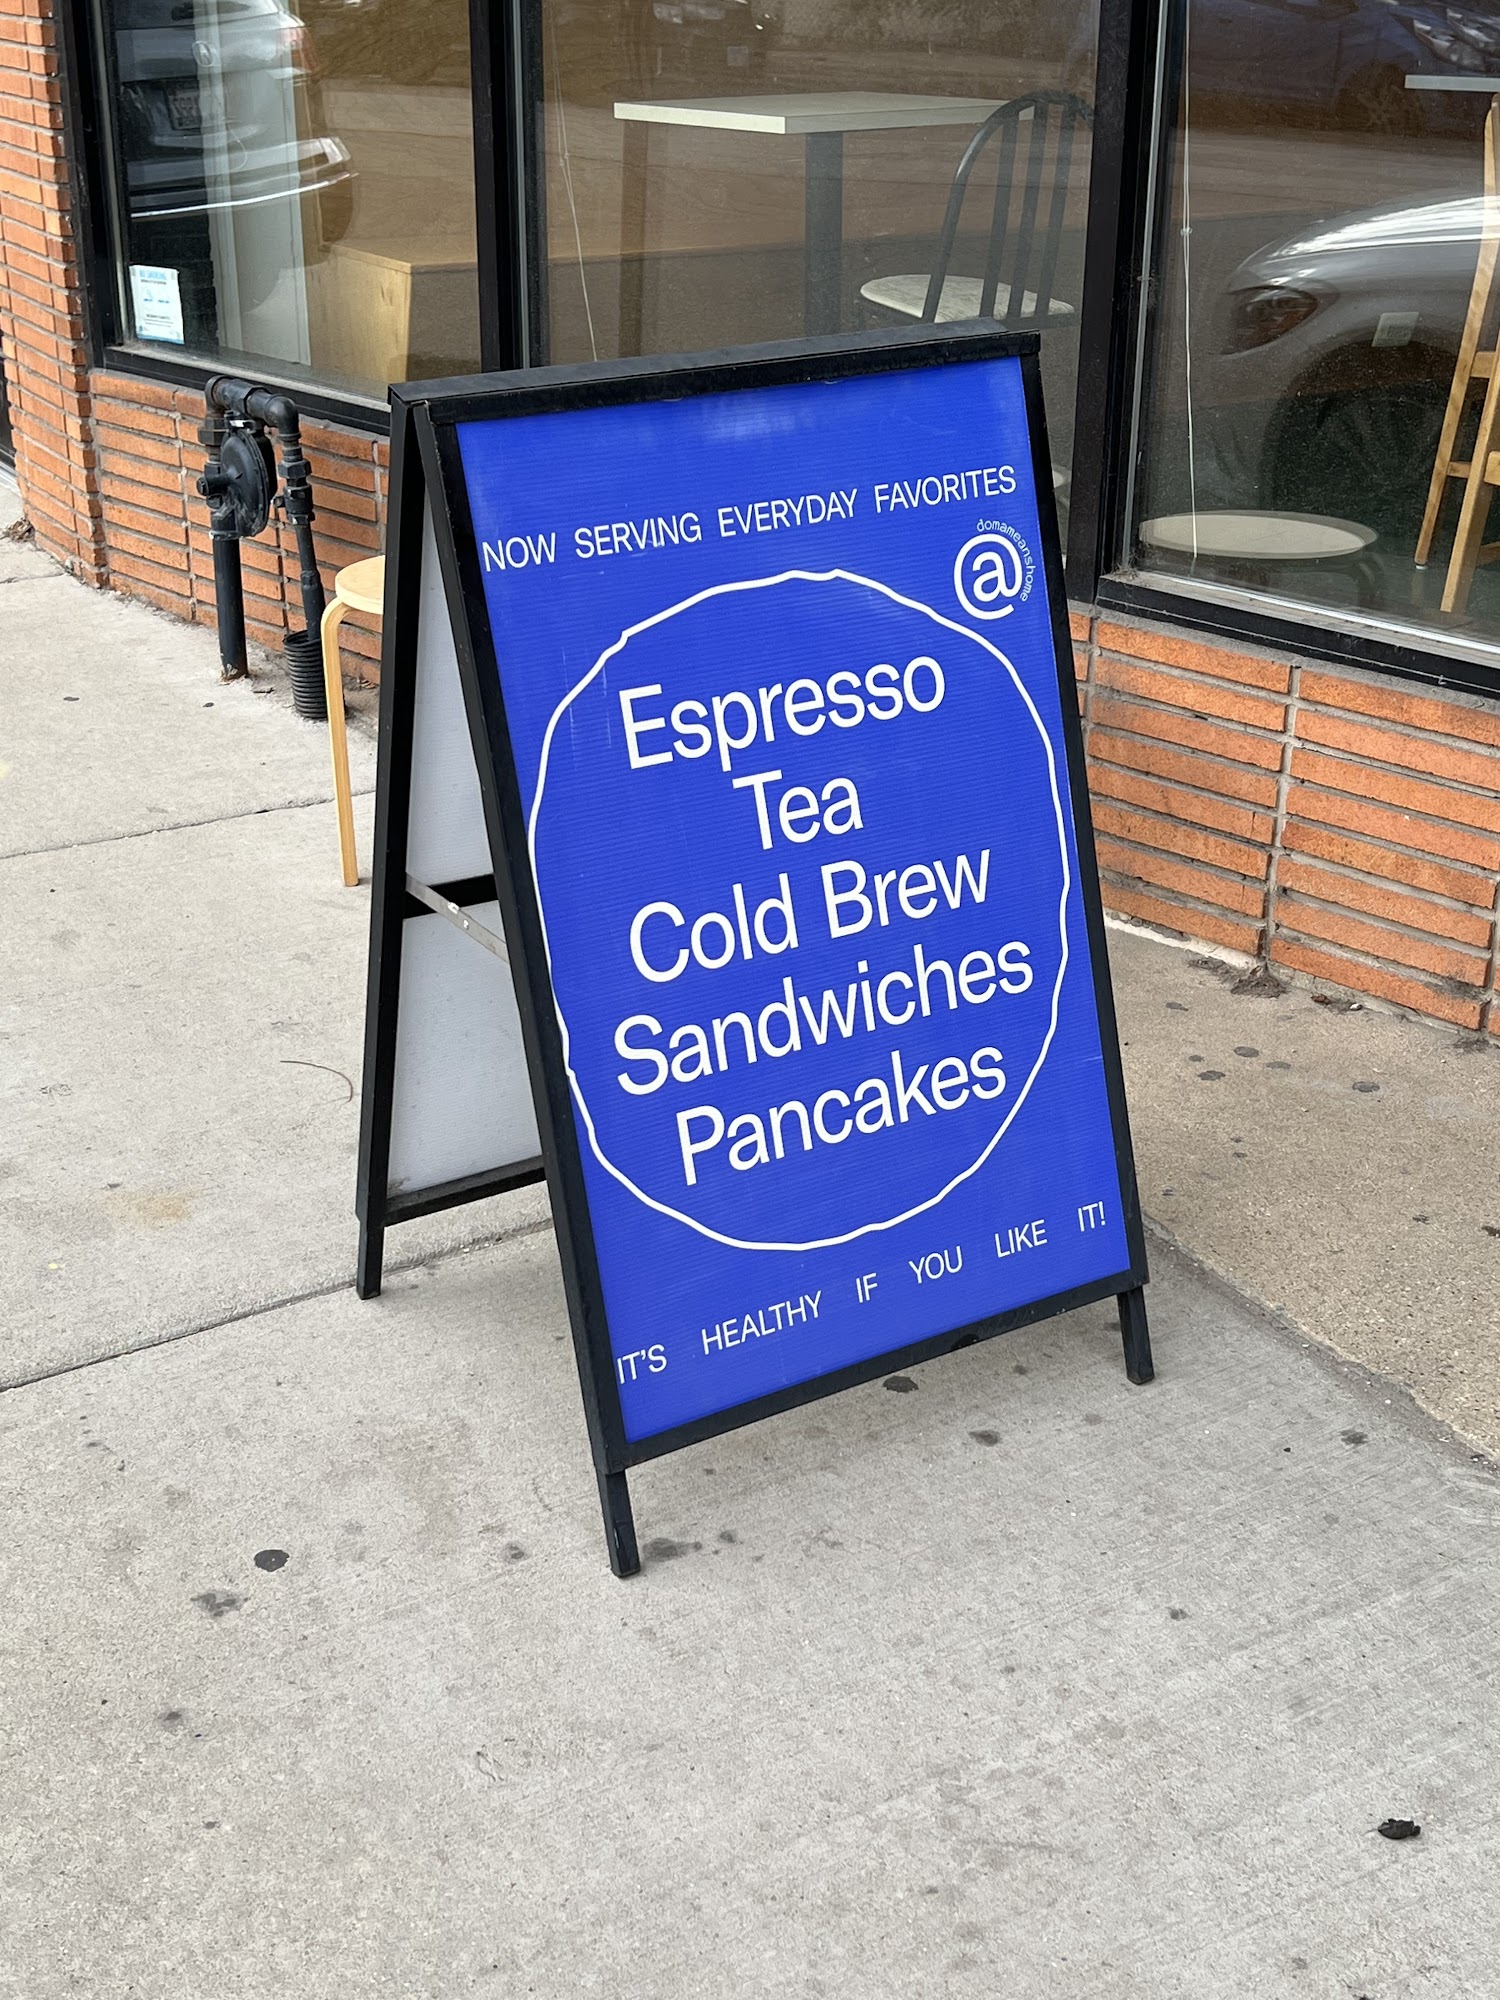 NOW SERVING EVERYDAY FAVORITES
@
domameanshome
Espresso
Tea
Cold Brew
Sandwiches
Pancakes
IT'S HEALTHY IF YOU LIKE IT!